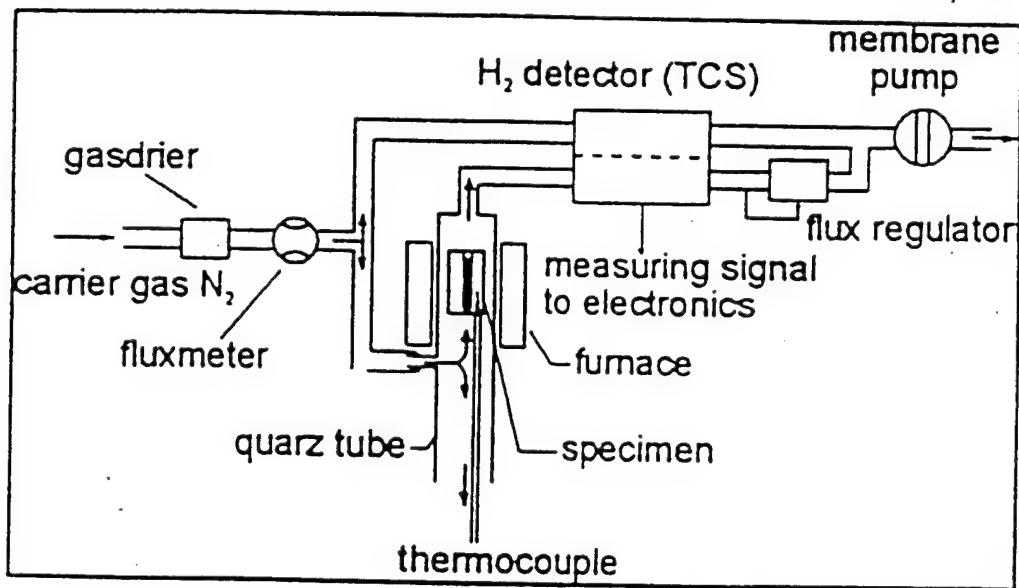 membrane
pump
H₂ detector (TCS)
gasdrier
flux regulator
carrier gas N₂
measuring signal
to electronics
fluxmeter
furnace
quarz tube
specimen
thermocouple